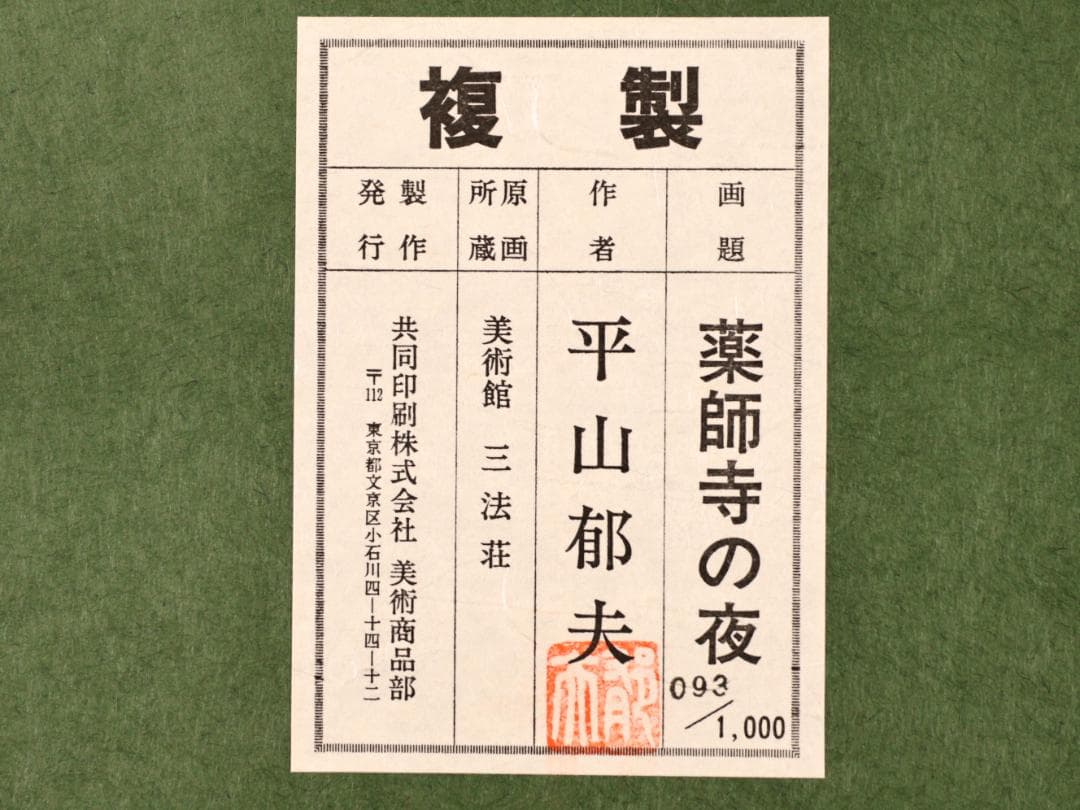 複製
画題
薬師寺の夜
093/1,000
作者
平山郁夫
原画
所蔵
美術館 三法荘
製作
発行
共同印刷株式会社 美術商品部
〒112 東京都文京区小石川四―十四―十二